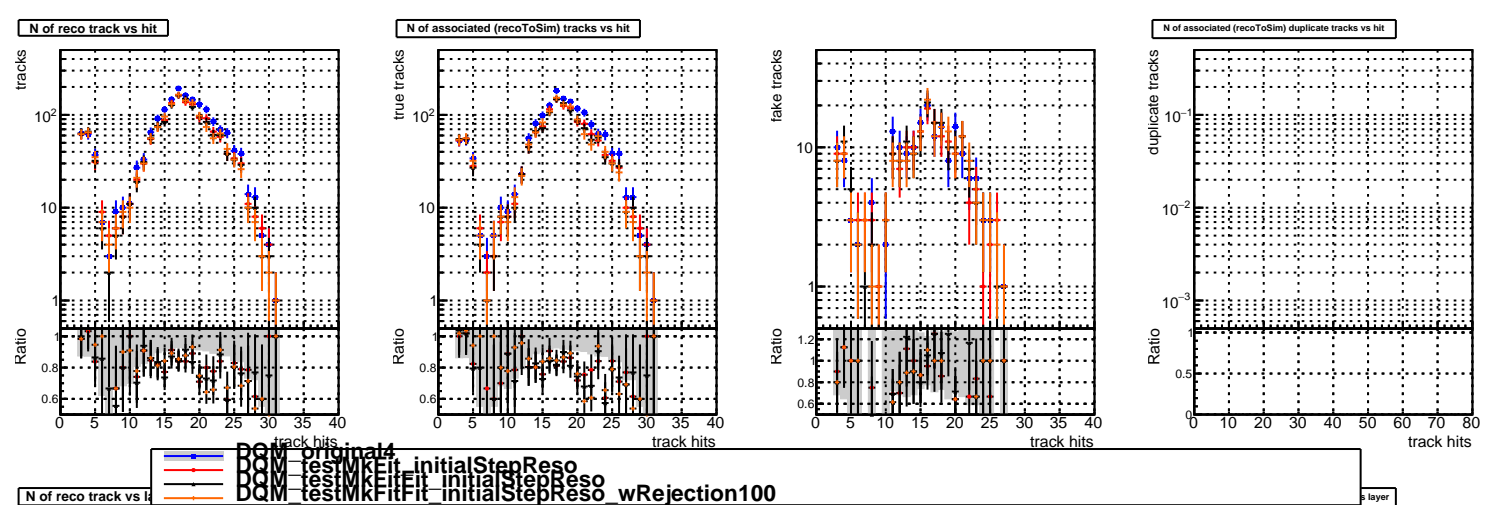 N of reco track vs hit
N of associated (recoToSim) tracks vs hit
N of associated (recoToSim) duplicate tracks vs hit
tracks
10²
10
1
Ratio
1
0.8
0.6
0 5 10 15 20 25 30 35 40
track hits
true tracks
10²
10
1
Ratio
1
0.8
0.6
0 5 10 15 20 25 30 35 40
track hits
fake tracks
10
1
Ratio
1.2
1
0.8
0.6
0 5 10 15 20 25 30 35 40
track hits
duplicate tracks
10⁻¹
10⁻²
10⁻³
Ratio
1
0.5
0
0 10 20 30 40 50 60 70 80
track hits
DQM_original4
DQM_testMkFit_initialStepReso
DQM_testMkFitFit_initialStepReso
DQM_testMkFitFit_initialStepReso_wRejection100
N of reco track vs la
s layer